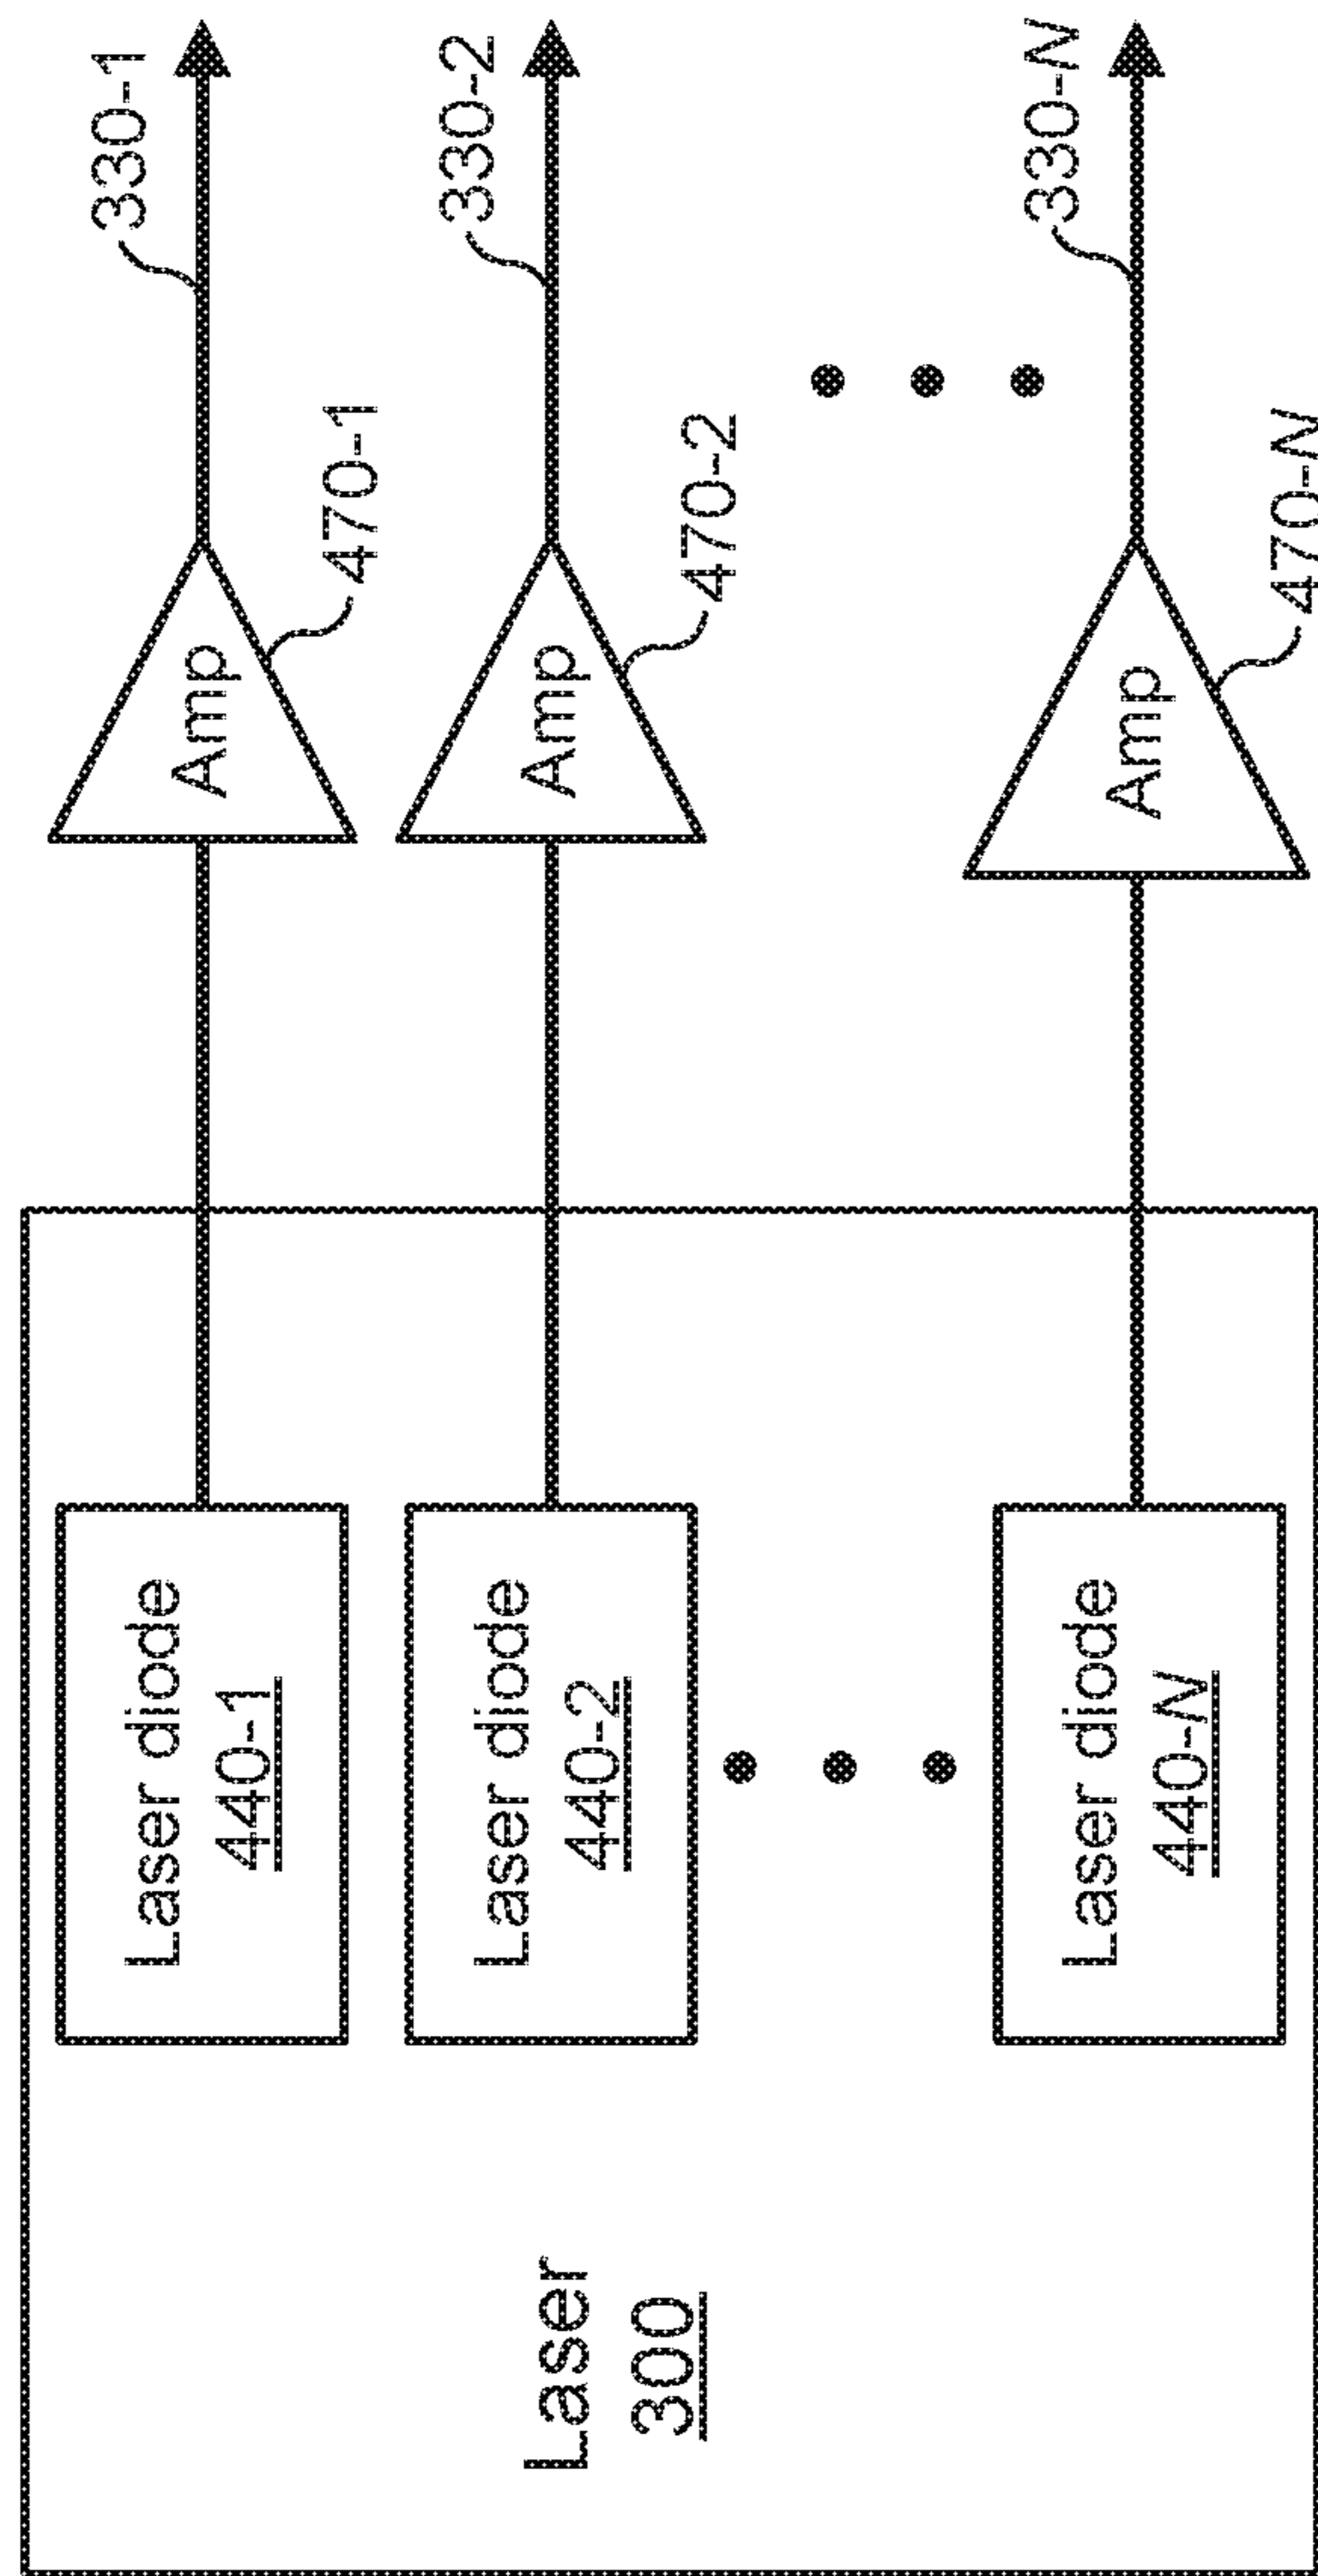 Laser
300
Laser diode
440-1
Laser diode
440-2
Laser diode
440-N
Amp
470-1
330-1
Amp
470-2
330-2
Amp
470-N
330-N